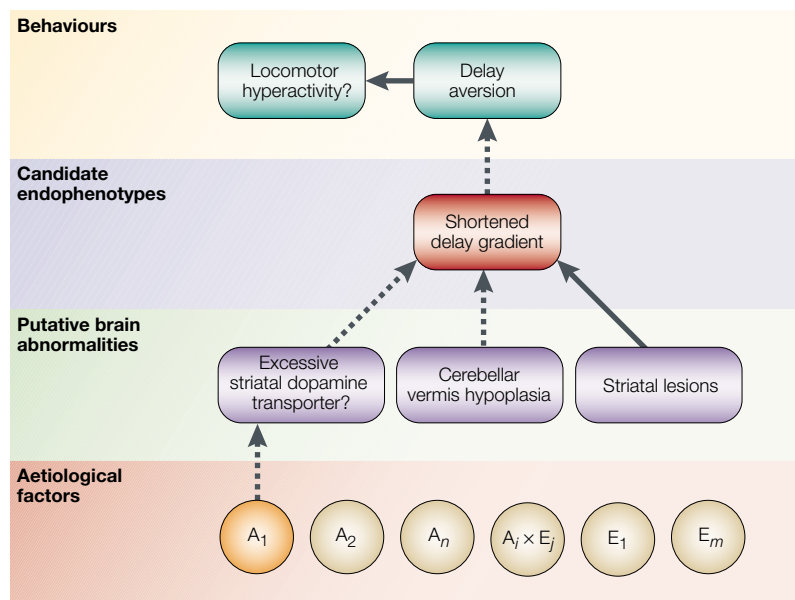 Behaviours
Locomotor
hyperactivity?
Delay
aversion
Candidate
endophenotypes
Shortened
delay gradient
Putative brain
abnormalities
Excessive
striatal dopamine
transporter?
Cerebellar
vermis hypoplasia
Striatal lesions
Aetiological
factors
A1
A2
An
Ai × Ej
E1
Em